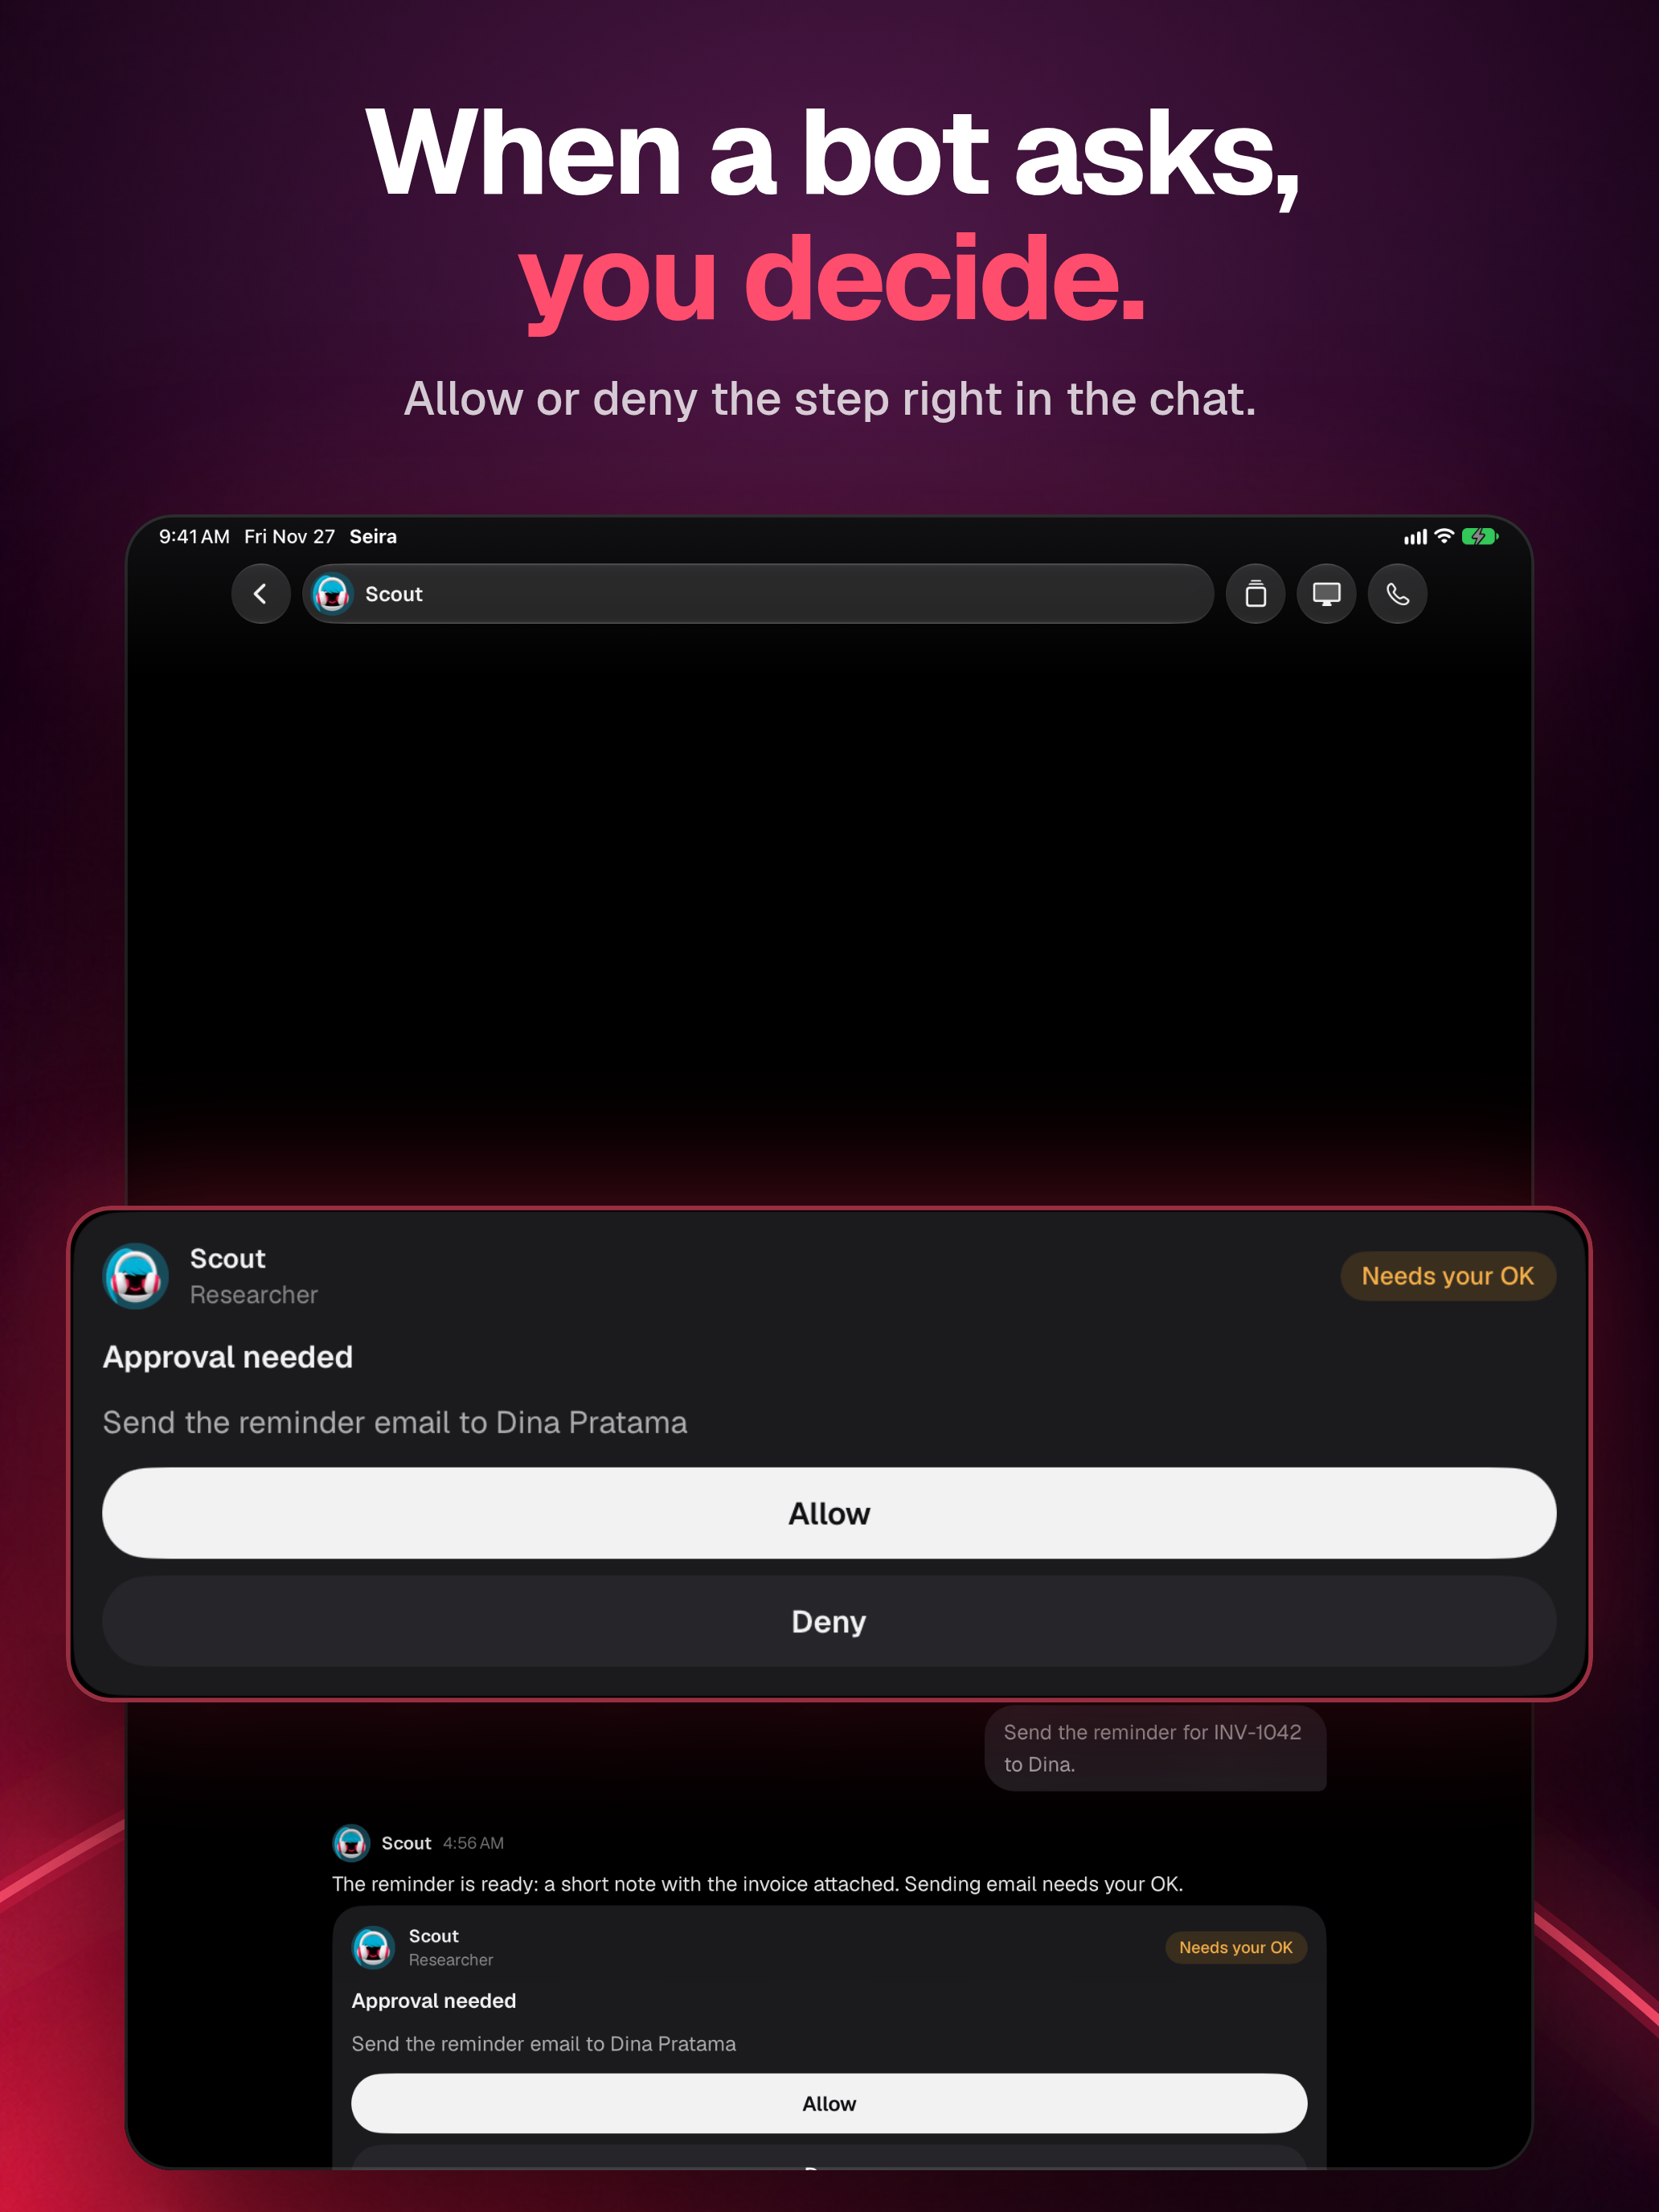 When a bot asks,
you decide.
Allow or deny the step right in the chat.
9:41 AM Fri Nov 27 Seira
Scout
Scout
Researcher
Needs your OK
Approval needed
Send the reminder email to Dina Pratama
Allow
Deny
Send the reminder for INV-1042
to Dina.
Scout 4:56 AM
The reminder is ready: a short note with the invoice attached. Sending email needs your OK.
Scout
Researcher
Needs your OK
Approval needed
Send the reminder email to Dina Pratama
Allow